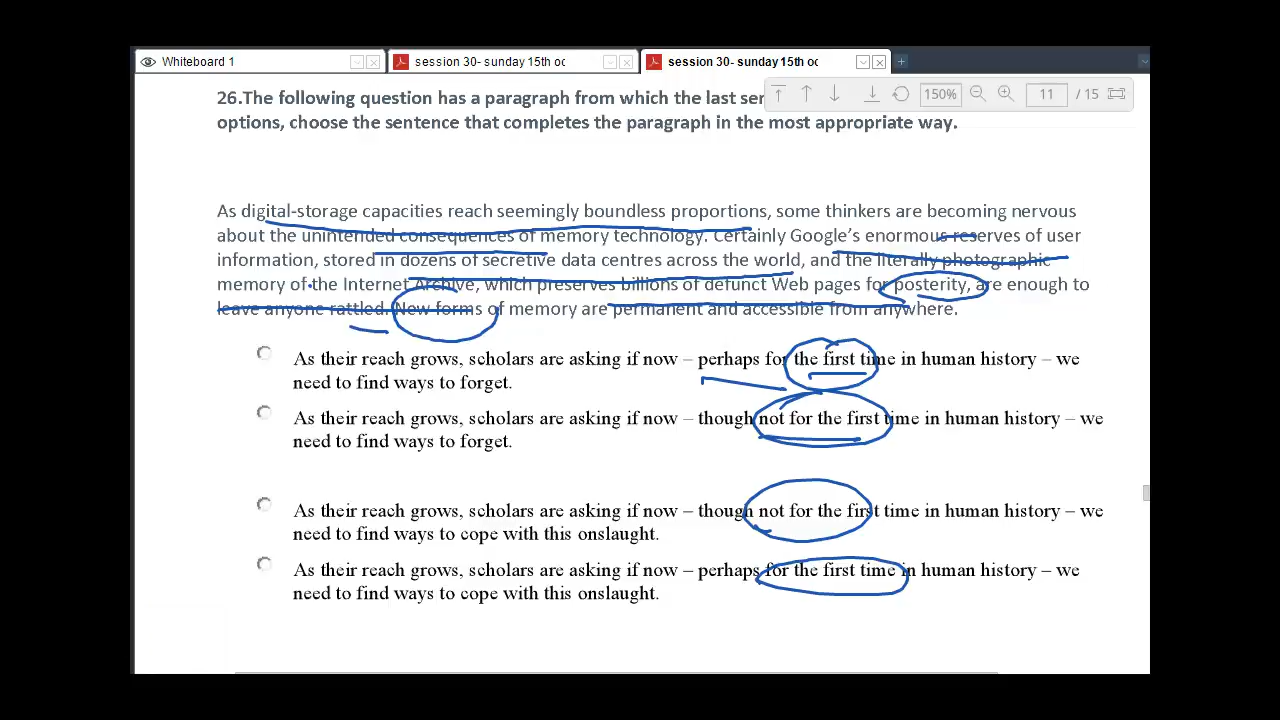 Whiteboard 1
session 30- sunday 15th oc
session 30- sunday 15th oc
150%
11
/ 15
26.The following question has a paragraph from which the last
options, choose the sentence that completes the paragraph in the most appropriate way.
As digital-storage capacities reach seemingly boundless proportions, some thinkers are becoming nervous
about the unintended consequences of memory technology. Certainly Google's enormous reserves of user
information, stored in dozens of secretive data centres across the world, and the literally photographic
memory of the Internet Archive, which preserves billions of defunct Web pages for posterity, are enough to
leave anyone rattled. New forms of memory are permanent and accessible from anywhere.
As their reach grows, scholars are asking if now – perhaps for the first time in human history – we
need to find ways to forget.
As their reach grows, scholars are asking if now – though not for the first time in human history – we
need to find ways to forget.
As their reach grows, scholars are asking if now – though not for the first time in human history – we
need to find ways to cope with this onslaught.
As their reach grows, scholars are asking if now – perhaps for the first time in human history – we
need to find ways to cope with this onslaught.